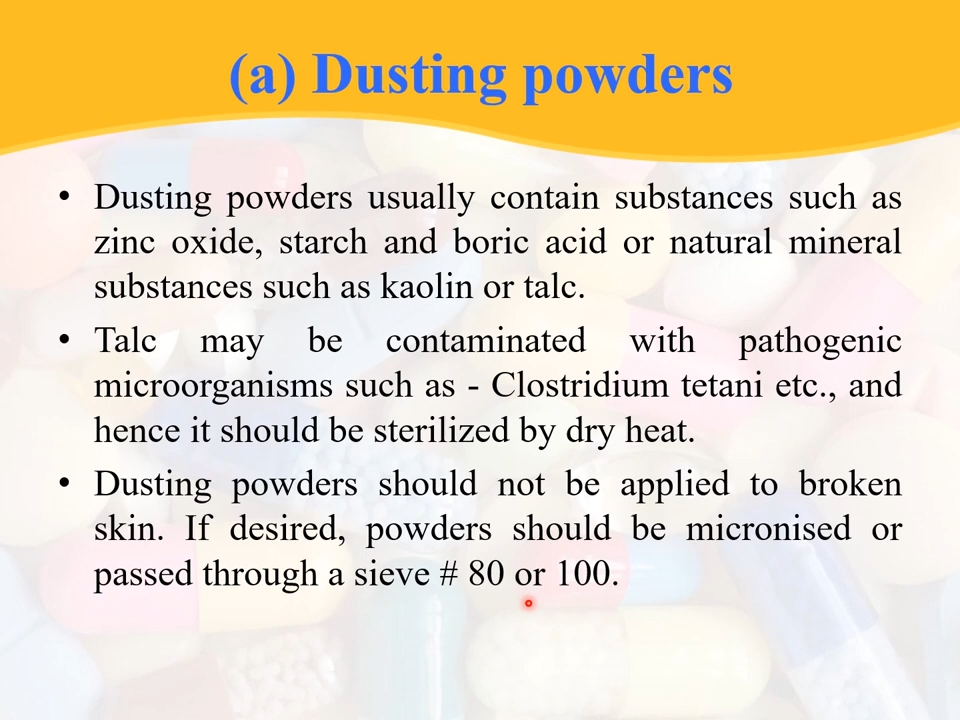 (a) Dusting powders
• Dusting powders usually contain substances such as
zinc oxide, starch and boric acid or natural mineral
substances such as kaolin or talc.
• Talc may be contaminated with pathogenic
microorganisms such as - Clostridium tetani etc., and
hence it should be sterilized by dry heat.
• Dusting powders should not be applied to broken
skin. If desired, powders should be micronised or
passed through a sieve # 80 or 100.